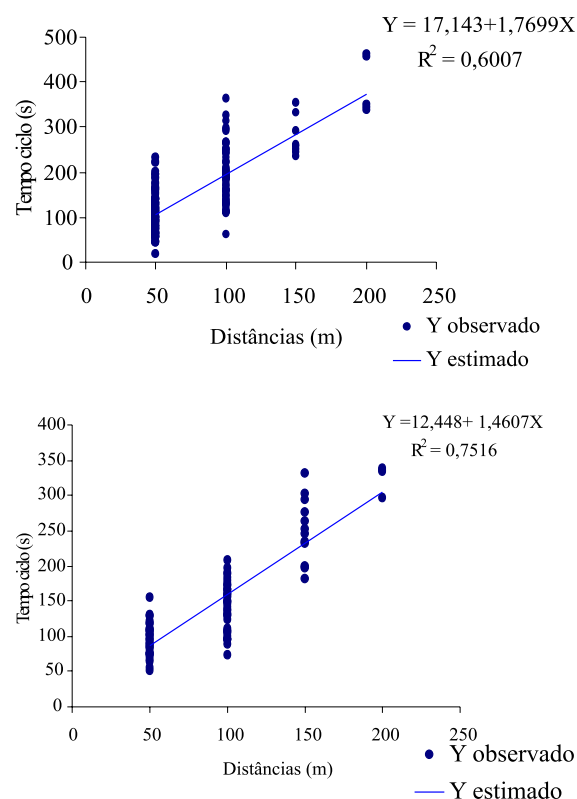 Y = 17,143+1,7699X
R2 = 0,6007
500
400
300
200
100
0
Tempo ciclo (s)
0 50 100 150 200 250
Distâncias (m)
Y observado
Y estimado
Y =12,448+ 1,4607X
R2 = 0,7516
400
350
300
250
200
150
100
50
0
Tempo ciclo (s)
0 50 100 150 200 250
Distâncias (m)
Y observado
Y estimado